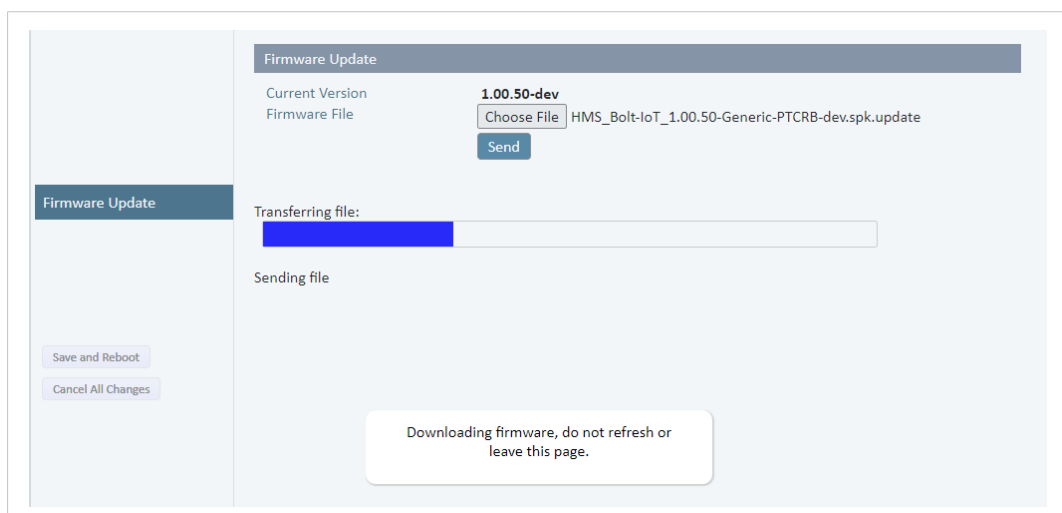 Firmware Update
Current Version
1.00.50-dev
Firmware File
Choose File HMS_Bolt-IoT_1.00.50-Generic-PTCRB-dev.spk.update
Send
Firmware Update
Transferring file:
Sending file
Save and Reboot
Cancel All Changes
Downloading firmware, do not refresh or
leave this page.